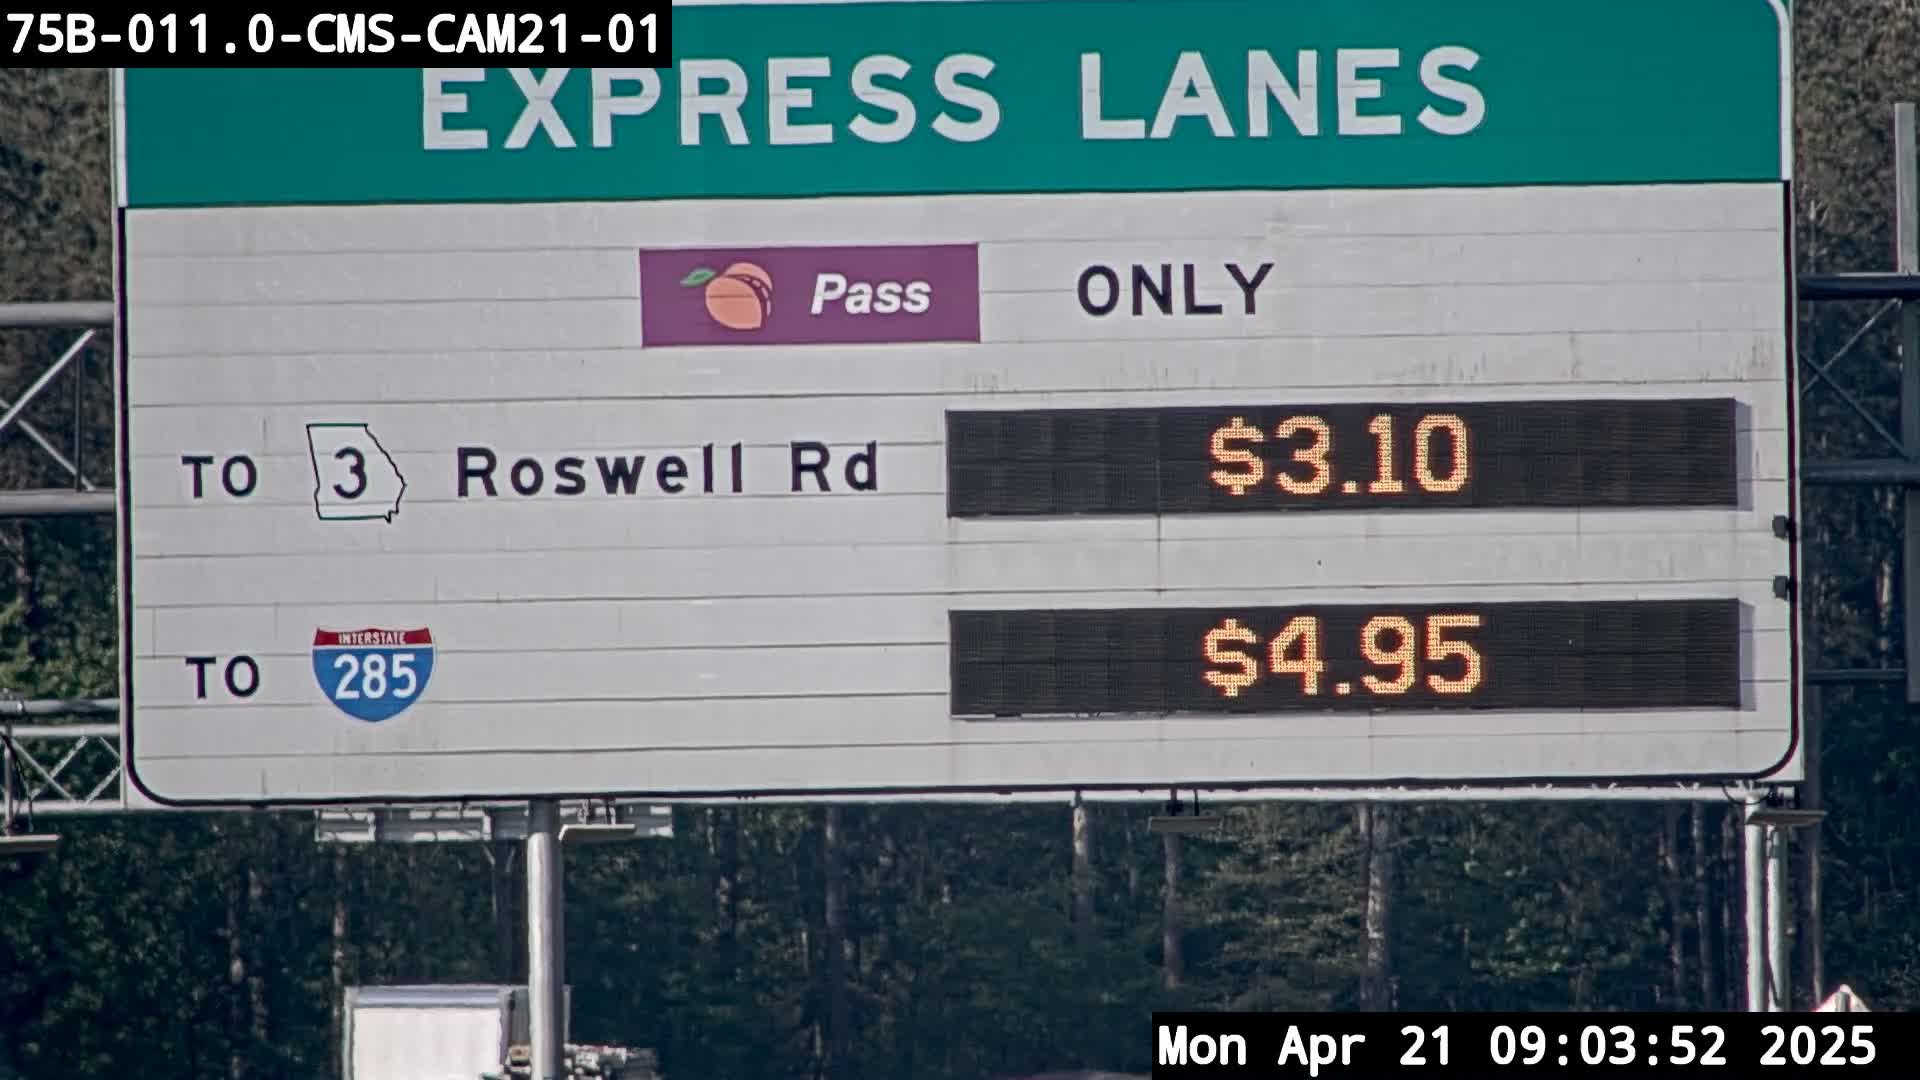 75B-011.0-CMS-CAM21-01
EXPRESS LANES
Pass ONLY
TO 3 Roswell Rd $3.10
INTERSTATE
TO 285 $4.95
Mon Apr 21 09:03:52 2025